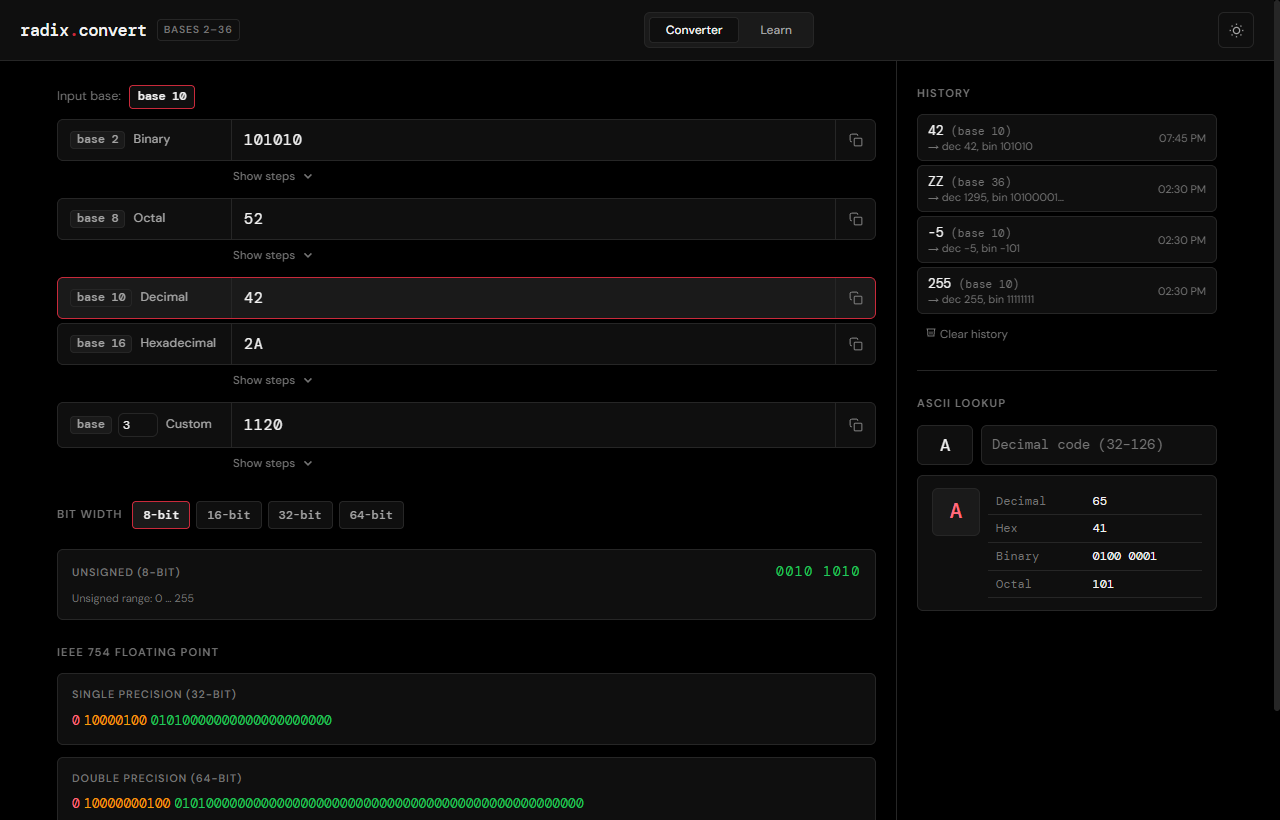 radix.convert BASES 2–36 Converter Learn
Input base: base 10
base 2 Binary 101010
Show steps
base 8 Octal 52
Show steps
base 10 Decimal 42
base 16 Hexadecimal 2A
Show steps
base 3 Custom 1120
Show steps
BIT WIDTH 8-bit 16-bit 32-bit 64-bit
UNSIGNED (8-BIT) 0010 1010
Unsigned range: 0 … 255
IEEE 754 FLOATING POINT
SINGLE PRECISION (32-BIT)
0 10000100 01010000000000000000000
DOUBLE PRECISION (64-BIT)
0 10000000100 0101000000000000000000000000000000000000000000000000
HISTORY
42 (base 10) 07:45 PM
→ dec 42, bin 101010
ZZ (base 36) 02:30 PM
→ dec 1295, bin 10100001…
-5 (base 10) 02:30 PM
→ dec -5, bin -101
255 (base 10) 02:30 PM
→ dec 255, bin 11111111
Clear history
ASCII LOOKUP
A Decimal code (32-126)
A
Decimal 65
Hex 41
Binary 0100 0001
Octal 101